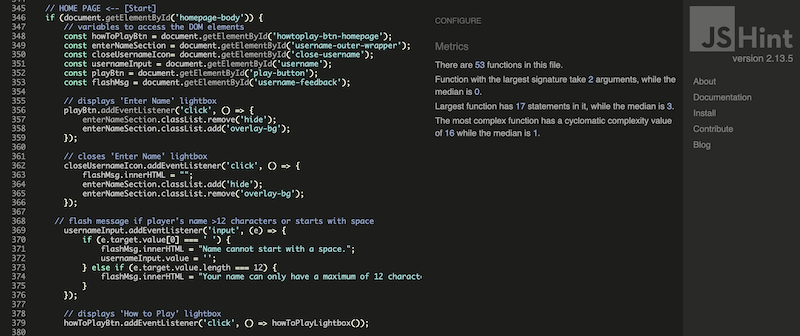 345 // HOME PAGE <-- [Start]
346 if (document.getElementById('homepage-body')) {
347 // variables to access the DOM elements
348 const howToPlayBtn = document.getElementById('howtoplay-btn-homepage');
349 const enterNameSection = document.getElementById('username-outer-wrapper');
350 const closeUsernameIcon= document.getElementById('close-username');
351 const usernameInput = document.getElementById('username');
352 const playBtn = document.getElementById('play-button');
353 const flashMsg = document.getElementById('username-feedback');
354
355 // displays 'Enter Name' lightbox
356 playBtn.addEventListener('click', () => {
357 enterNameSection.classList.remove('hide');
358 enterNameSection.classList.add('overlay-bg');
359 });
360
361 // closes 'Enter Name' lightbox
362 closeUsernameIcon.addEventListener('click', () => {
363 flashMsg.innerHTML = "";
364 enterNameSection.classList.add('hide');
365 enterNameSection.classList.remove('overlay-bg');
366 });
367
368 // flash message if player's name >12 characters or starts with space
369 usernameInput.addEventListener('input', (e) => {
370 if (e.target.value[0] === ' ') {
371 flashMsg.innerHTML = "Name cannot start with a space.";
372 usernameInput.value = '';
373 } else if (e.target.value.length === 12) {
374 flashMsg.innerHTML = "Your name can only have a maximum of 12 characte
375 }
376 });
377
378 // displays 'How to Play' lightbox
379 howToPlayBtn.addEventListener('click', () => howToPlayLightbox());
380
CONFIGURE
Metrics
There are 53 functions in this file.
Function with the largest signature take 2 arguments, while the
median is 0.
Largest function has 17 statements in it, while the median is 3.
The most complex function has a cyclomatic complexity value
of 16 while the median is 1.
JSHint
version 2.13.5
About
Documentation
Install
Contribute
Blog